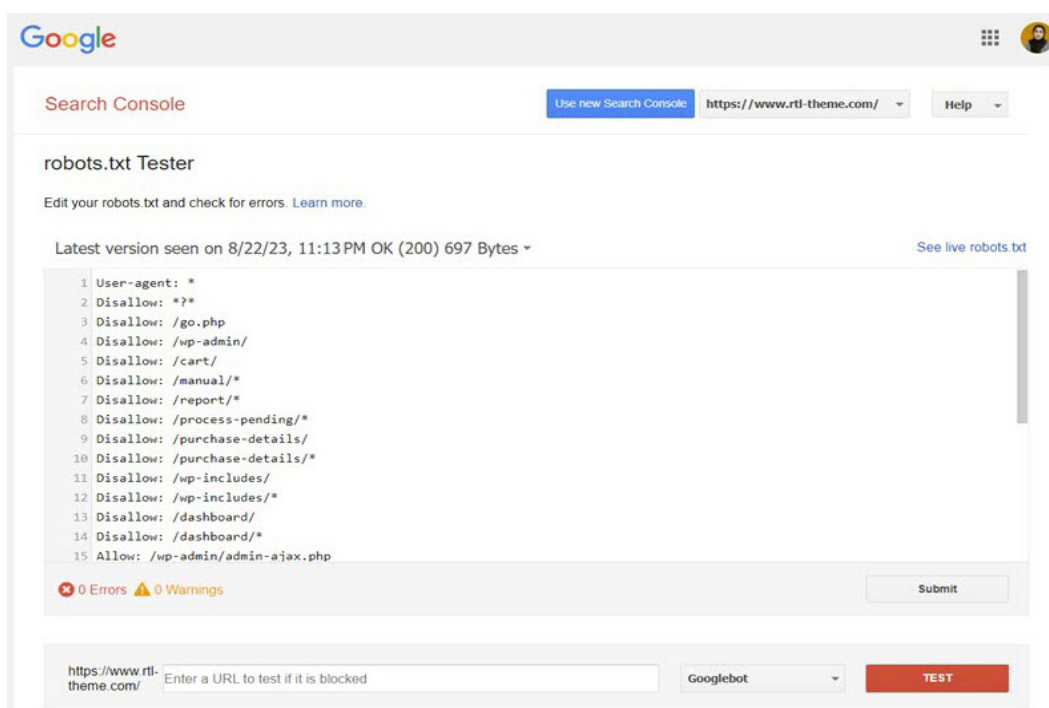 Google
Search Console
Use new Search Console
https://www.rtl-theme.com/
Help
robots.txt Tester
Edit your robots.txt and check for errors. Learn more.
Latest version seen on 8/22/23, 11:13 PM OK (200) 697 Bytes
See live robots.txt
1 User-agent: *
2 Disallow: *?*
3 Disallow: /go.php
4 Disallow: /wp-admin/
5 Disallow: /cart/
6 Disallow: /manual/*
7 Disallow: /report/*
8 Disallow: /process-pending/*
9 Disallow: /purchase-details/
10 Disallow: /purchase-details/*
11 Disallow: /wp-includes/
12 Disallow: /wp-includes/*
13 Disallow: /dashboard/
14 Disallow: /dashboard/*
15 Allow: /wp-admin/admin-ajax.php
0 Errors 0 Warnings
Submit
https://www.rtl-
theme.com/
Enter a URL to test if it is blocked
Googlebot
TEST